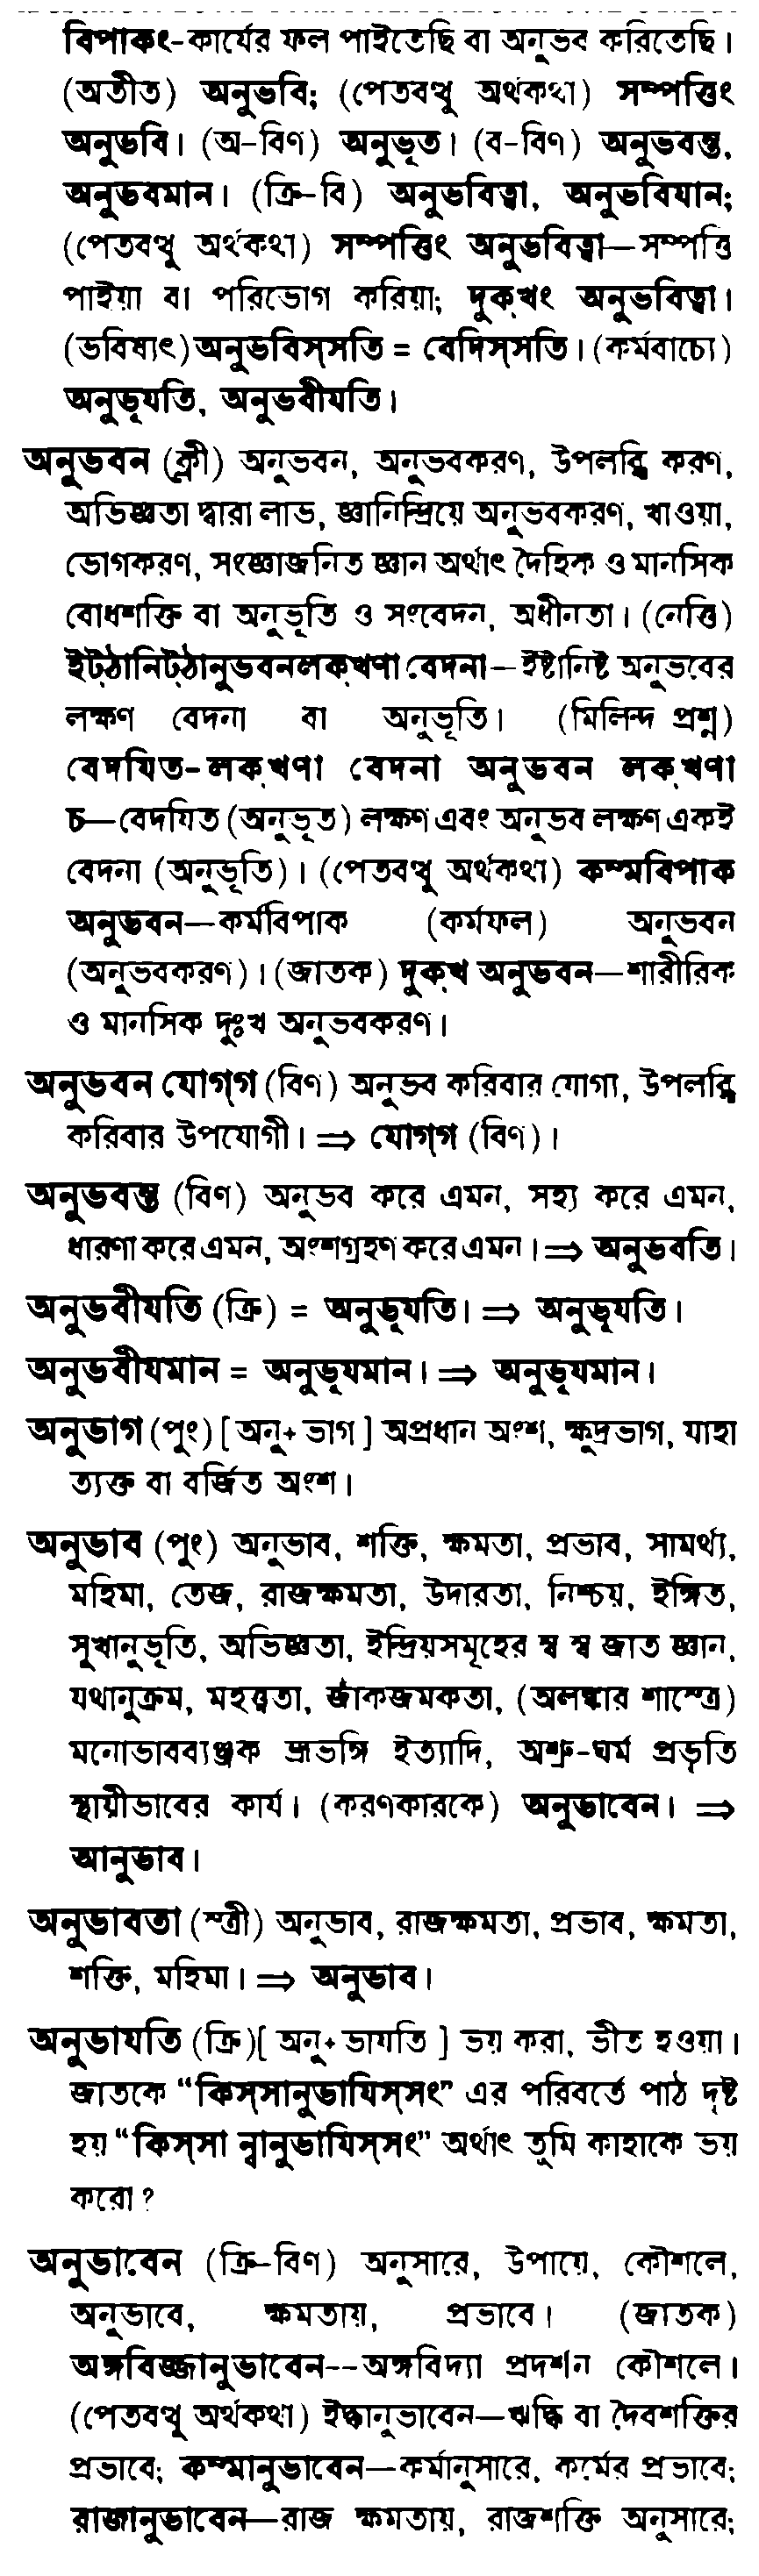 বিপাকং-কার্যের ফল পাইতেছি বা অনুভব করিতেছি।
(অতীত) অনুভবি; (পেতবত্থু অর্থকথা) সম্পত্তিং
অনুভবি। (অ-বিণ) অনুভূত। (ব-বিণ) অনুভবন্ত,
অনুভবমান। (ক্রি-বি) অনুভবিত্বা, অনুভবিযান;
(পেতবত্থু অর্থকথা) সম্পত্তিং অনুভবিত্বা—সম্পত্তি
পাইয়া বা পরিভোগ করিয়া; দুক্‌খং অনুভবিত্বা।
(ভবিষ্যৎ) অনুভবিস্‌সতি = বেদিস্‌সতি। (কর্মবাচ্যে)
অনুভূযতি, অনুভবীযতি।
অনুভবন (ক্লী) অনুভবন, অনুভবকরণ, উপলব্ধি করণ,
অভিজ্ঞতা দ্বারা লাভ, জ্ঞানিন্দ্রিয়ে অনুভবকরণ, খাওয়া,
ভোগকরণ, সংজ্ঞাজনিত জ্ঞান অর্থাৎ দৈহিক ও মানসিক
বোধশক্তি বা অনুভূতি ও সংবেদন, অধীনতা। (নেত্তি)
ইট্‌ঠানিট্‌ঠানুভবনলক্‌খণা বেদনা—ইষ্টানিষ্ট অনুভবের
লক্ষণ বেদনা বা অনুভূতি। (মিলিন্দ প্রশ্ন)
বেদযিত-লক্‌খণা বেদনা অনুভবন লক্‌খণা
চ—বেদযিত (অনুভূত) লক্ষণ এবং অনুভব লক্ষণ একই
বেদনা (অনুভূতি)। (পেতবত্থু অর্থকথা) কম্মবিপাক
অনুভবন—কর্মবিপাক (কর্মফল) অনুভবন
(অনুভবকরণ)। (জাতক) দুক্‌খ অনুভবন—শারীরিক
ও মানসিক দুঃখ অনুভবকরণ।
অনুভবন যোগ্‌গ (বিণ) অনুভব করিবার যোগ্য, উপলব্ধি
করিবার উপযোগী। ⇒ যোগ্‌গ (বিণ)।
অনুভবন্ত (বিণ) অনুভব করে এমন, সহ্য করে এমন,
ধারণা করে এমন, অংশগ্রহণ করে এমন। ⇒ অনুভবতি।
অনুভবীযতি (ক্রি) = অনুভূযতি। ⇒ অনুভূযতি।
অনুভবীযমান = অনুভূযমান। ⇒ অনুভূযমান।
অনুভাগ (পুং) [ অনু+ ভাগ ] অপ্রধান অংশ, ক্ষুদ্রভাগ, যাহা
ত্যক্ত বা বর্জিত অংশ।
অনুভাব (পুং) অনুভাব, শক্তি, ক্ষমতা, প্রভাব, সামর্থ্য,
মহিমা, তেজ, রাজক্ষমতা, উদারতা, নিশ্চয়, ইঙ্গিত,
সুখানুভূতি, অভিজ্ঞতা, ইন্দ্রিয়সমূহের স্ব স্ব জাত জ্ঞান,
যথানুক্রম, মহত্ত্বতা, জাঁকজমকতা, (অলঙ্কার শাস্ত্রে)
মনোভাবব্যঞ্জক ভ্রূভঙ্গি ইত্যাদি, অশ্রু-ঘর্ম প্রভৃতি
স্থায়ীভাবের কার্য। (করণকারকে) অনুভাবেন। ⇒
আনুভাব।
অনুভাবতা (স্ত্রী) অনুভাব, রাজক্ষমতা, প্রভাব, ক্ষমতা,
শক্তি, মহিমা। ⇒ অনুভাব।
অনুভাযতি (ক্রি)[ অনু+ ভাযতি ] ভয় করা, ভীত হওয়া।
জাতকে “কিস্‌সানুভাযিস্‌সং” এর পরিবর্তে পাঠ দৃষ্ট
হয় “কিস্‌সা ন্বানুভাযিস্‌সং” অর্থাৎ তুমি কাহাকে ভয়
করো?
অনুভাবেন (ক্রি-বিণ) অনুসারে, উপায়ে, কৌশলে,
অনুভাবে, ক্ষমতায়, প্রভাবে। (জাতক)
অঙ্গবিজ্জানুভাবেন--অঙ্গবিদ্যা প্রদর্শন কৌশলে।
(পেতবত্থু অর্থকথা) ইদ্ধানুভাবেন—ঋদ্ধি বা দৈবশক্তির
প্রভাবে; কম্মানুভাবেন—কর্মানুসারে, কর্মের প্রভাবে;
রাজানুভাবেন—রাজ ক্ষমতায়, রাজশক্তি অনুসারে;